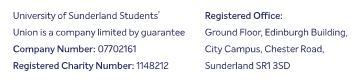 University of Sunderland Students'
Union is a company limited by guarantee
Company Number: 07702161
Registered Charity Number: 1148212
Registered Office:
Ground Floor, Edinburgh Building,
City Campus, Chester Road,
Sunderland SR1 3SD